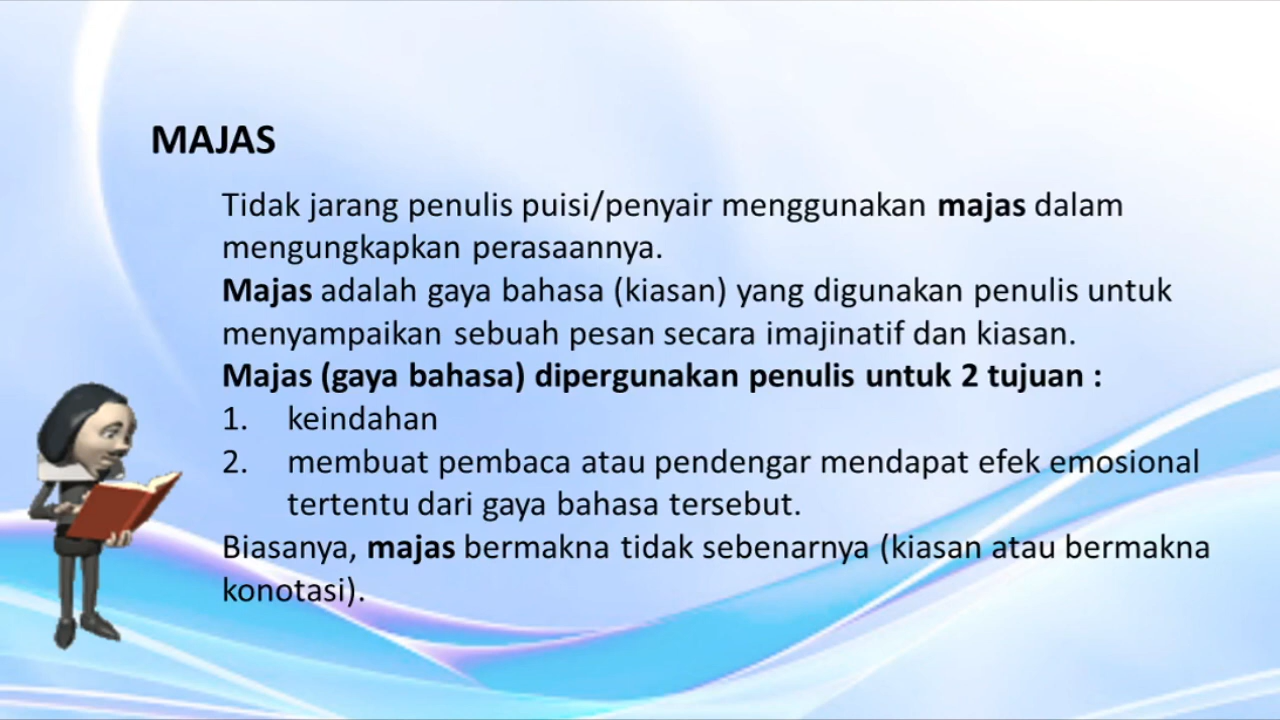 MAJAS
Tidak jarang penulis puisi/penyair menggunakan majas dalam
mengungkapkan perasaannya.
Majas adalah gaya bahasa (kiasan) yang digunakan penulis untuk
menyampaikan sebuah pesan secara imajinatif dan kiasan.
Majas (gaya bahasa) dipergunakan penulis untuk 2 tujuan :
1. keindahan
2. membuat pembaca atau pendengar mendapat efek emosional
tertentu dari gaya bahasa tersebut.
Biasanya, majas bermakna tidak sebenarnya (kiasan atau bermakna
konotasi).